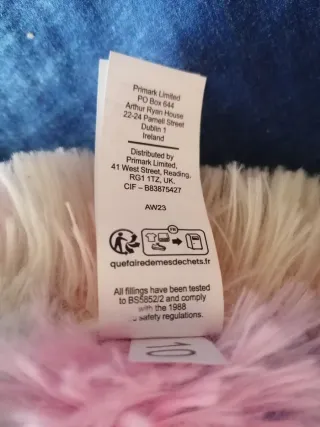 Primark Limited
PO Box 644
Arthur Ryan House
22-24 Parnell Street
Dublin 1
Ireland
Distributed by
Primark Limited,
41 West Street, Reading,
RG1 1TZ, UK.
CIF – B83875427
AW23
FR
quefairedemesdechets.fr
All fillings have been tested
to BS5852/2 and comply
with the 1988
safety regulations.
10